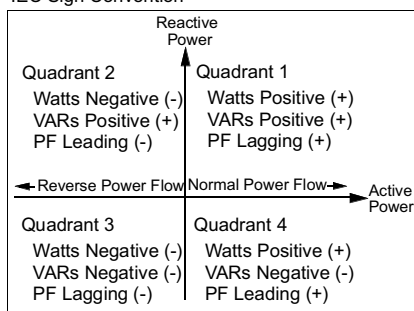 IEC Sign Convention
Reactive
Power
Quadrant 2
Watts Negative (-)
VARs Positive (+)
PF Leading (-)
Quadrant 1
Watts Positive (+)
VARs Positive (+)
PF Lagging (+)
Reverse Power Flow
Normal Power Flow
Active
Power
Quadrant 3
Watts Negative (-)
VARs Negative (-)
PF Lagging (-)
Quadrant 4
Watts Positive (+)
VARs Negative (-)
PF Leading (+)